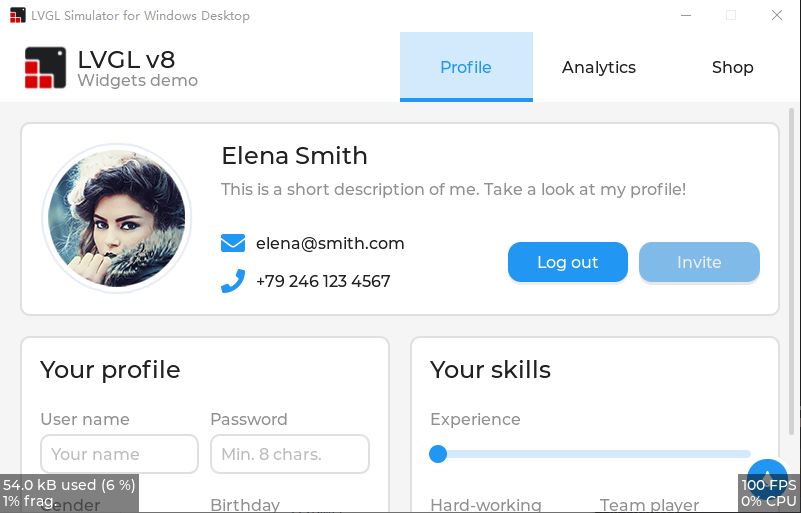 LVGL Simulator for Windows Desktop
LVGL v8
Widgets demo
Profile
Analytics
Shop
Elena Smith
This is a short description of me. Take a look at my profile!
elena@smith.com
+79 246 123 4567
Log out
Invite
Your profile
User name
Password
Your name
Min. 8 chars.
Gender
Birthday
Your skills
Experience
Hard-working
Team player
54.0 kB used (6 %)
1% frag
100 FPS
0% CPU